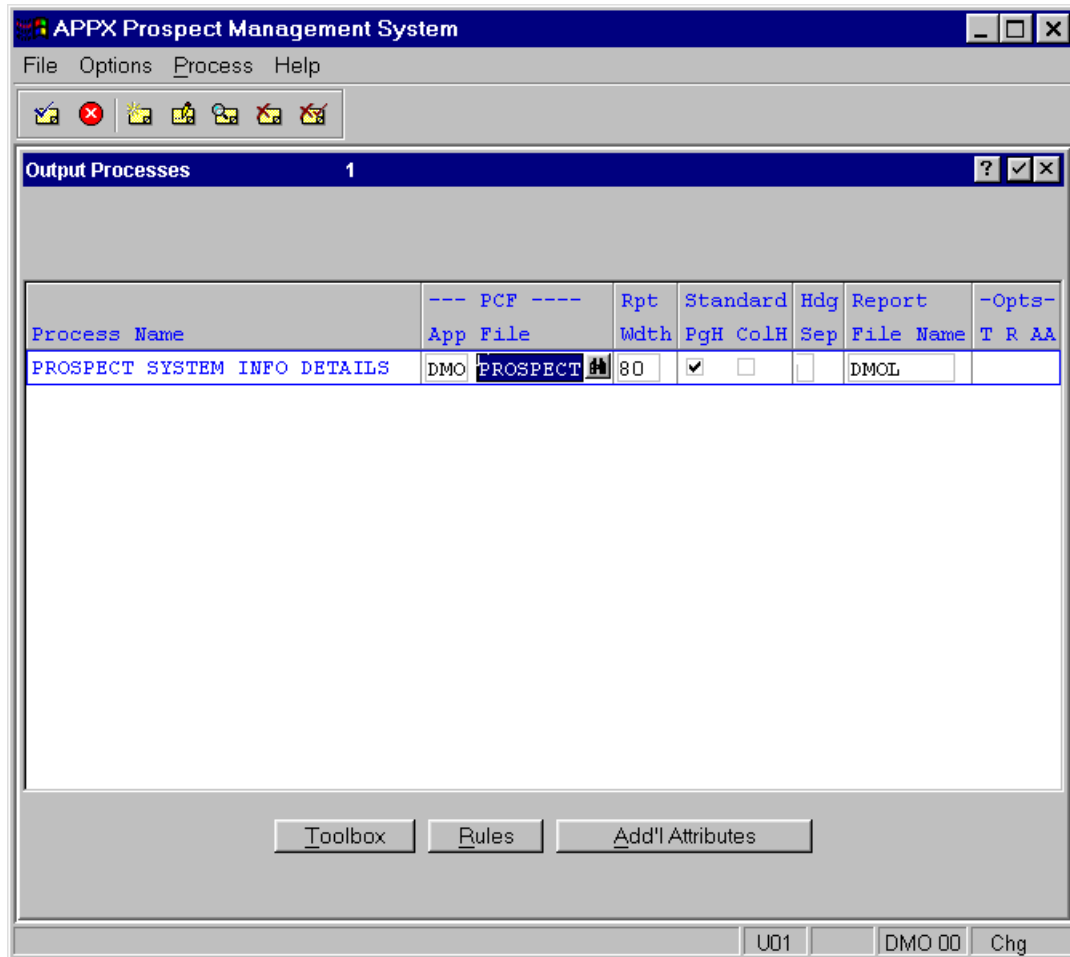 APPX Prospect Management System
File Options Process Help
Output Processes 1 ?
--- PCF ---- Rpt Standard Hdg Report -Opts-
Process Name App File Wdth PgH ColH Sep File Name T R AA
PROSPECT SYSTEM INFO DETAILS DMO PROSPECT 80 DMOL
Toolbox Rules Add'l Attributes
U01 DMO 00 Chg